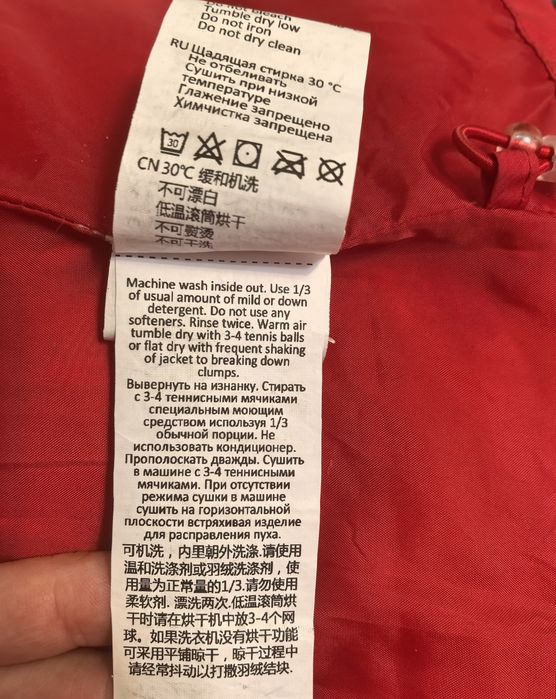 Do not bleach
Tumble dry low
Do not iron
Do not dry clean
RU Щадящая стирка 30 °C
Не отбеливать
Сушить при низкой
температуре
Глажение запрещено
Химчистка запрещена
30
CN 30℃ 缓和机洗
不可漂白
低温滚筒烘干
不可熨烫
不可干洗
Machine wash inside out. Use 1/3
of usual amount of mild or down
detergent. Do not use any
softeners. Rinse twice. Warm air
tumble dry with 3-4 tennis balls
or flat dry with frequent shaking
of jacket to breaking down
clumps.
Вывернуть на изнанку. Стирать
с 3-4 теннисными мячиками
специальным моющим
средством используя 1/3
обычной порции. Не
использовать кондиционер.
Прополоскать дважды. Сушить
в машине с 3-4 теннисными
мячиками. При отсутствии
режима сушки в машине
сушить на горизонтальной
плоскости встряхивая изделие
для расправления пуха.
可机洗，内里朝外洗涤.请使用
温和洗涤剂或羽绒洗涤剂，使
用量为正常量的1/3.请勿使用
柔软剂. 漂洗两次.低温滚筒烘
干时请在烘干机中放3-4个网
球。如果洗衣机没有烘干功能
可采用平铺晾干，晾干过程中
请经常抖动以打散羽绒结块.